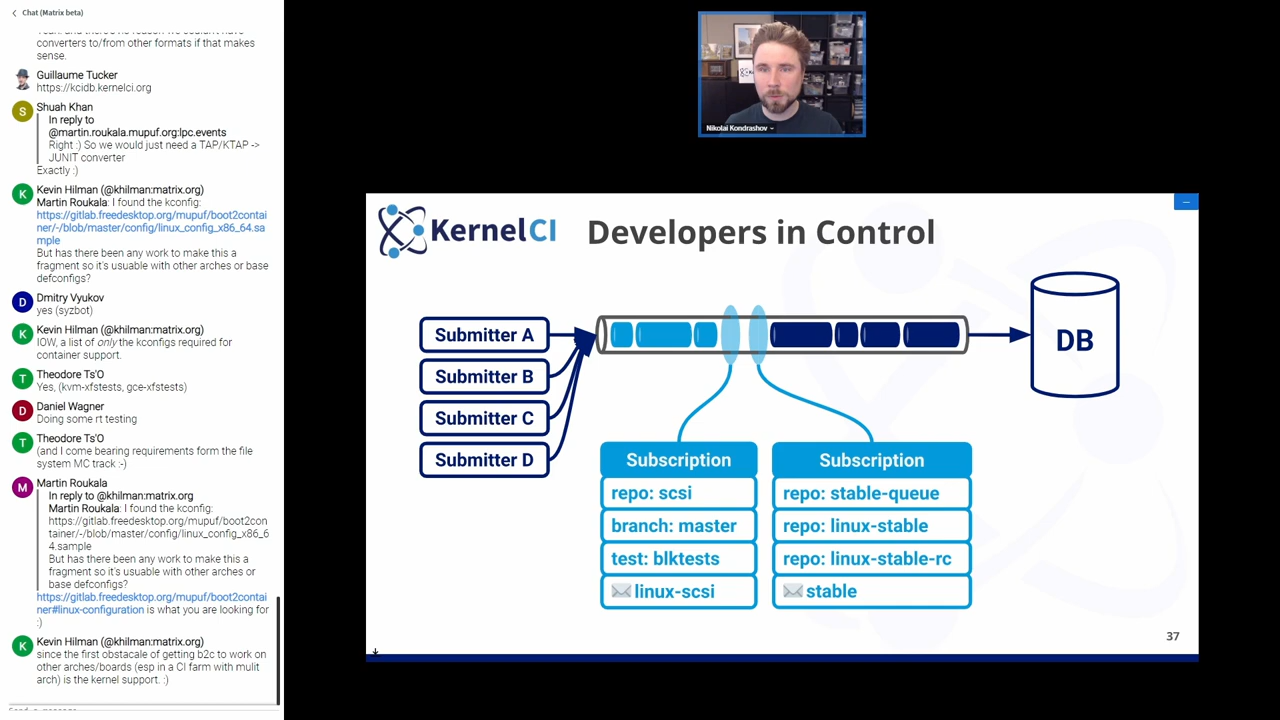 Chat (Matrix beta)
converters to/from other formats if that makes
sense.
Guillaume Tucker
https://kcidb.kernelci.org
Shuah Khan
In reply to
@martin.roukala.mupuf.org:lpc.events
Right :) So we would just need a TAP/KTAP ->
JUNIT converter
Exactly :)
Kevin Hilman (@khilman:matrix.org)
Martin Roukala: I found the kconfig:
https://gitlab.freedesktop.org/mupuf/boot2contai
ner/-/blob/master/config/linux_config_x86_64.sa
mple
But has there been any work to make this a
fragment so it's usuable with other arches or base
defconfigs?
Dmitry Vyukov
yes (syzbot)
Kevin Hilman (@khilman:matrix.org)
IOW, a list of only the kconfigs required for
container support.
Theodore Ts'O
Yes, (kvm-xfstests, gce-xfstests)
Daniel Wagner
Doing some rt testing
Theodore Ts'O
(and I come bearing requirements form the file
system MC track :-)
Martin Roukala
In reply to @khilman:matrix.org
Martin Roukala: I found the kconfig:
https://gitlab.freedesktop.org/mupuf/boot2con
tainer/-/blob/master/config/linux_config_x86_6
4.sample
But has there been any work to make this a
fragment so it's usuable with other arches or
base defconfigs?
https://gitlab.freedesktop.org/mupuf/boot2contai
ner#linux-configuration is what you are looking for
:)
Kevin Hilman (@khilman:matrix.org)
since the first obstacale of getting b2c to work on
other arches/boards (esp in a CI farm with mulit
arch) is the kernel support. :)
S
K
D
K
T
D
T
M
K
Nikolai Kondrashov
KernelCI
Developers in Control
Submitter A
Submitter B
Submitter C
Submitter D
DB
Subscription
repo: scsi
branch: master
test: blktests
linux-scsi
Subscription
repo: stable-queue
repo: linux-stable
repo: linux-stable-rc
stable
37